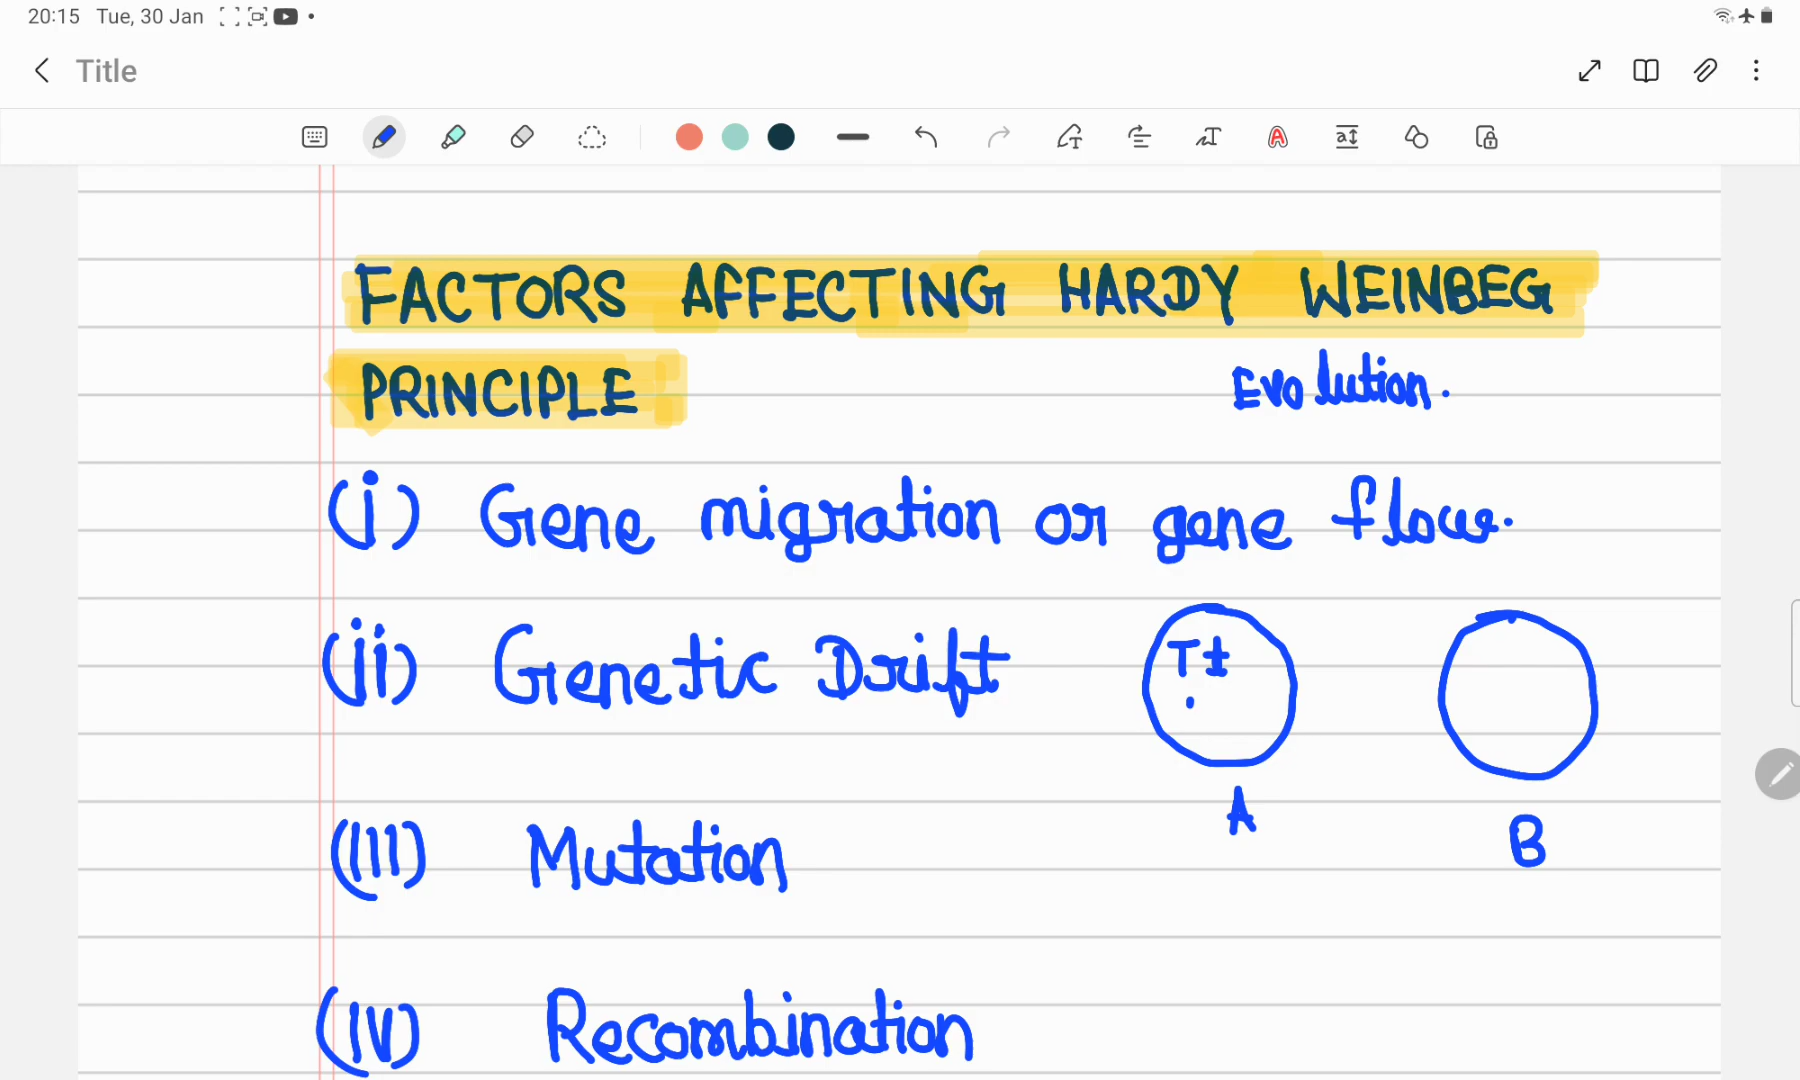 20:15 Tue, 30 Jan
Title
FACTORS AFFECTING HARDY WEINBEG
PRINCIPLE
Evolution.
(i) Gene migration or gene flow.
(ii) Genetic Drift
Tt
A
B
(III) Mutation
(IV) Recombination